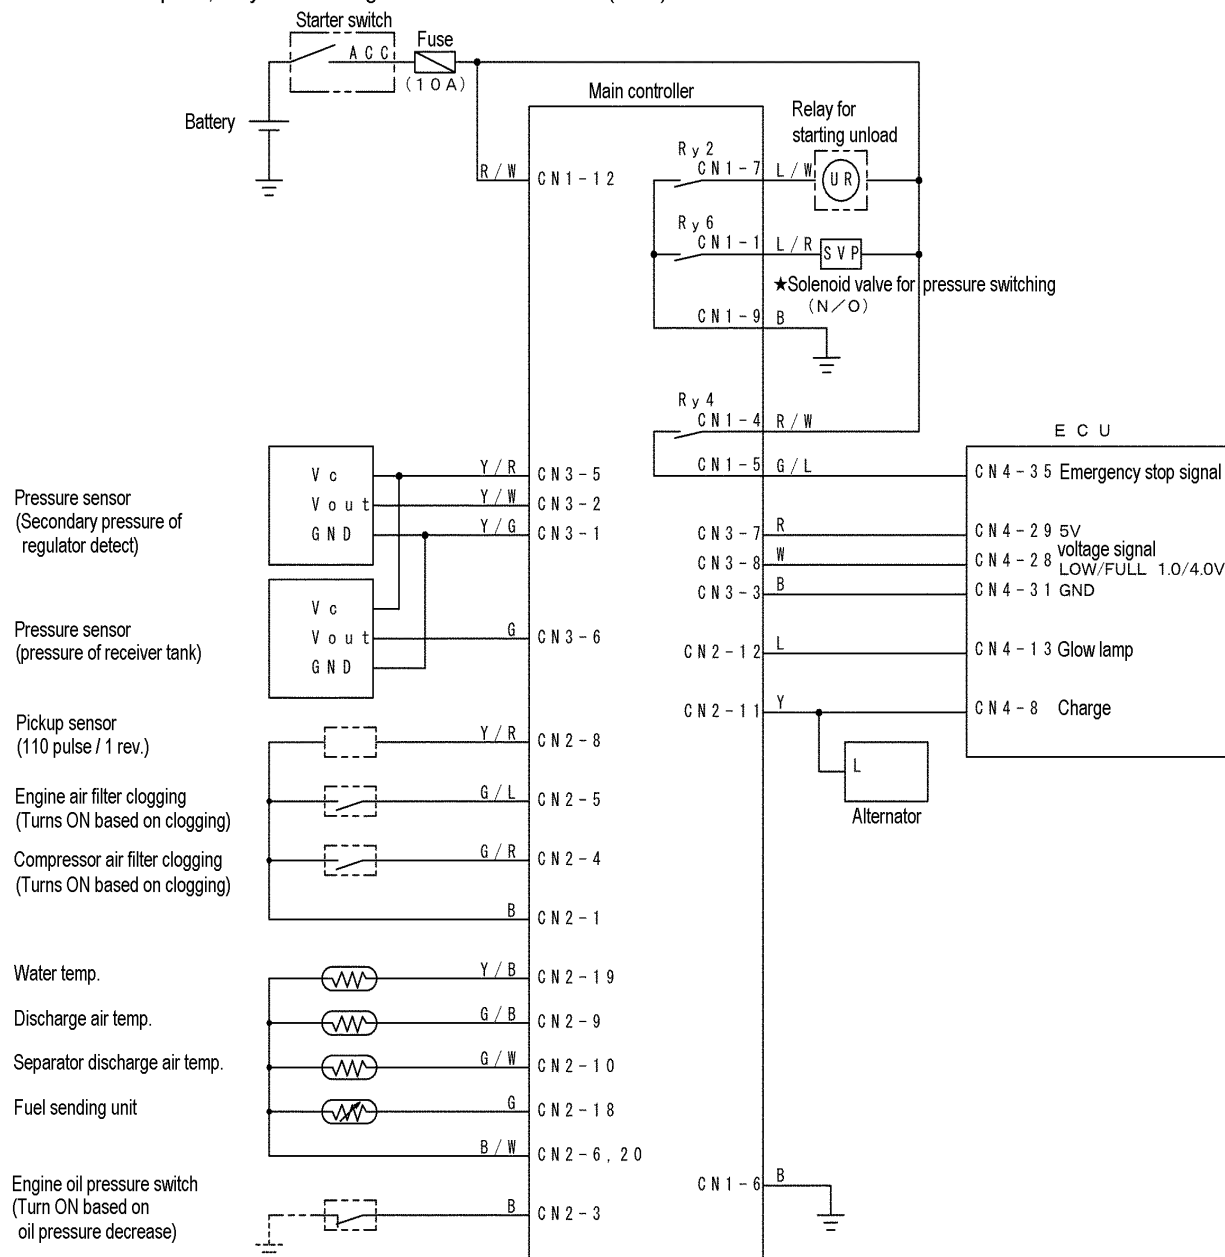 Starter switch
ACC
Fuse
(10A)
Battery
Main controller
Relay for
starting unload
R/W CN1-12
Ry2
CN1-7 L/W UR
Ry6
CN1-1 L/R SVP
★Solenoid valve for pressure switching
(N/O)
CN1-9 B
Ry4
CN1-4 R/W
CN1-5 G/L
ECU
CN4-35 Emergency stop signal
Pressure sensor
(Secondary pressure of
regulator detect)
Vc Y/R CN3-5
Vout Y/W CN3-2
GND Y/G CN3-1
CN3-7 R CN4-29 5V
CN3-8 W CN4-28 voltage signal
LOW/FULL 1.0/4.0V
CN3-3 B CN4-31 GND
Pressure sensor
(pressure of receiver tank)
Vc
Vout G CN3-6
GND
CN2-12 L CN4-13 Glow lamp
CN2-11 Y CN4-8 Charge
L
Alternator
Pickup sensor
(110 pulse / 1 rev.)
Y/R CN2-8
Engine air filter clogging
(Turns ON based on clogging)
G/L CN2-5
Compressor air filter clogging
(Turns ON based on clogging)
G/R CN2-4
B CN2-1
Water temp. Y/B CN2-19
Discharge air temp. G/B CN2-9
Separator discharge air temp. G/W CN2-10
Fuel sending unit G CN2-18
B/W CN2-6,20
Engine oil pressure switch
(Turn ON based on
oil pressure decrease)
B CN2-3
CN1-6 B